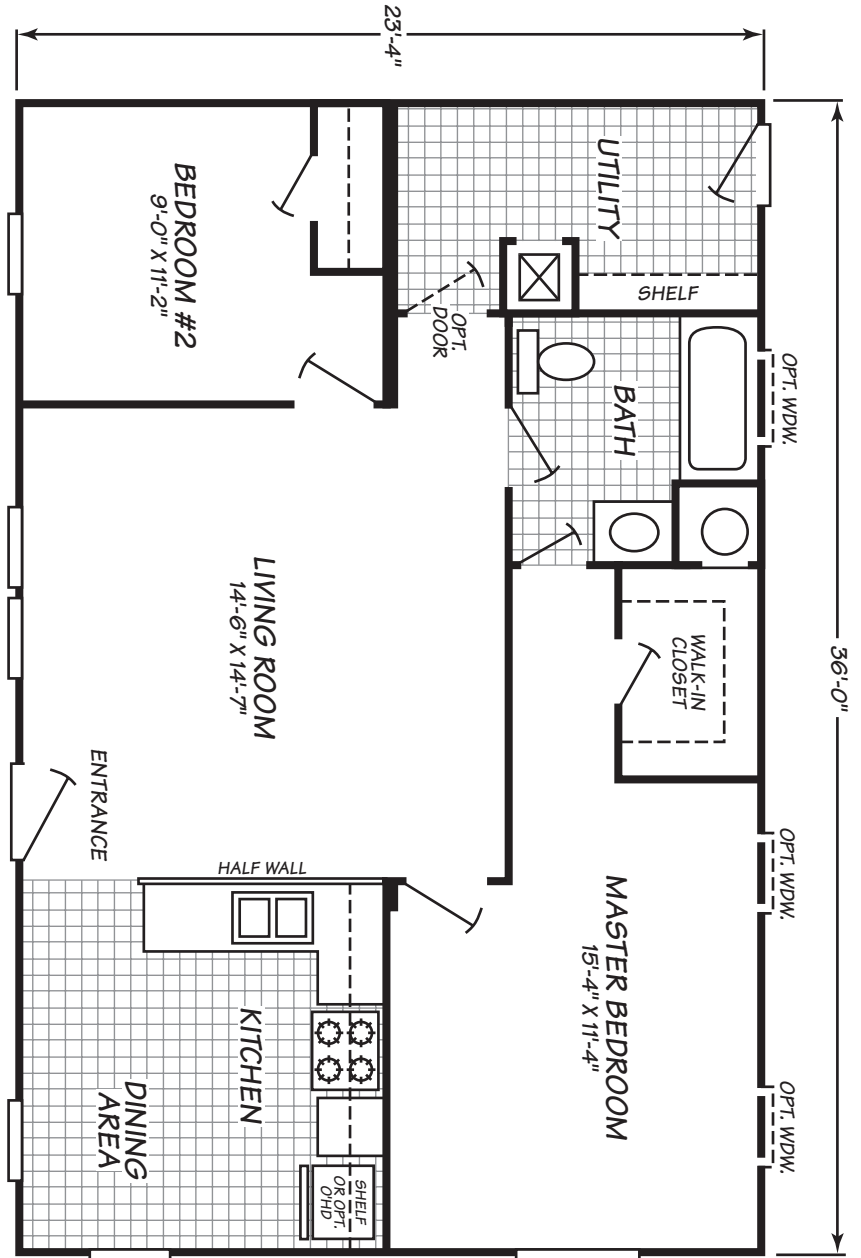 36'-0"
23'-4"
OPT. WDW.
OPT. WDW.
OPT. WDW.
UTILITY
SHELF
OPT.
DOOR
BATH
WALK-IN
CLOSET
MASTER BEDROOM
15'-4" X 11'-4"
BEDROOM #2
9'-0" X 11'-2"
LIVING ROOM
14'-6" X 14'-7"
HALF WALL
KITCHEN
SHELF
OR OPT.
O'HD
DINING
AREA
ENTRANCE